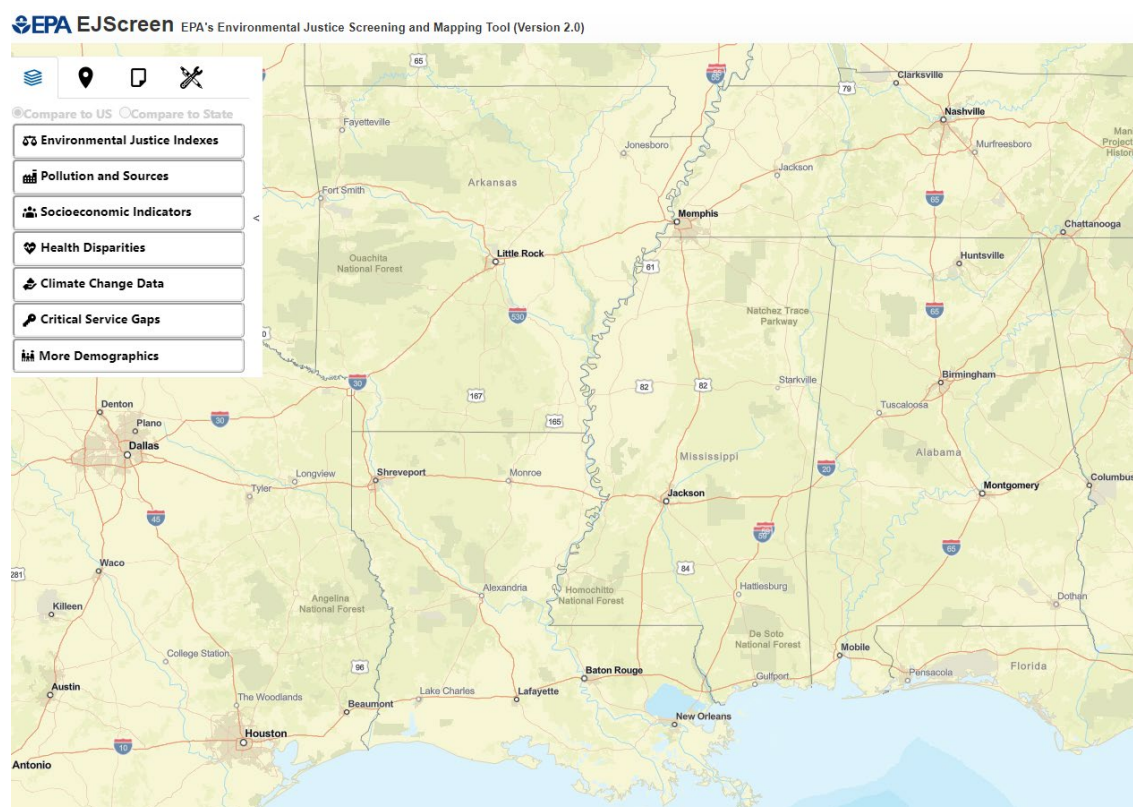 EPA EJScreen EPA's Environmental Justice Screening and Mapping Tool (Version 2.0)
Compare to US Compare to State
Environmental Justice Indexes
Pollution and Sources
Socioeconomic Indicators
Health Disparities
Climate Change Data
Critical Service Gaps
More Demographics
<
65
Clarksville
79
Nashville
Fayetteville
Murfreesboro
Jonesboro
Jackson
Arkansas
Fort Smith
65
Memphis
Chattanooga
Little Rock
Ouachita
National Forest
61
Huntsville
530
Natchez Trace
Parkway
65
30
82
82
Starkville
Birmingham
167
Denton
Plano
30
165
Tuscaloosa
Dallas
Mississippi
Alabama
Longview
Shreveport
Monroe
20
Tyler
Jackson
Montgomery
Columbus
45
65
Waco
281
84
Killeen
Angelina
National Forest
Alexandria
Homochitto
National Forest
Hattiesburg
Dothan
De Soto
National Forest
College Station
96
Baton Rouge
Mobile
Florida
Austin
The Woodlands
Lake Charles
Lafayette
Gulfport
Pensacola
Beaumont
New Orleans
Houston
10
Antonio